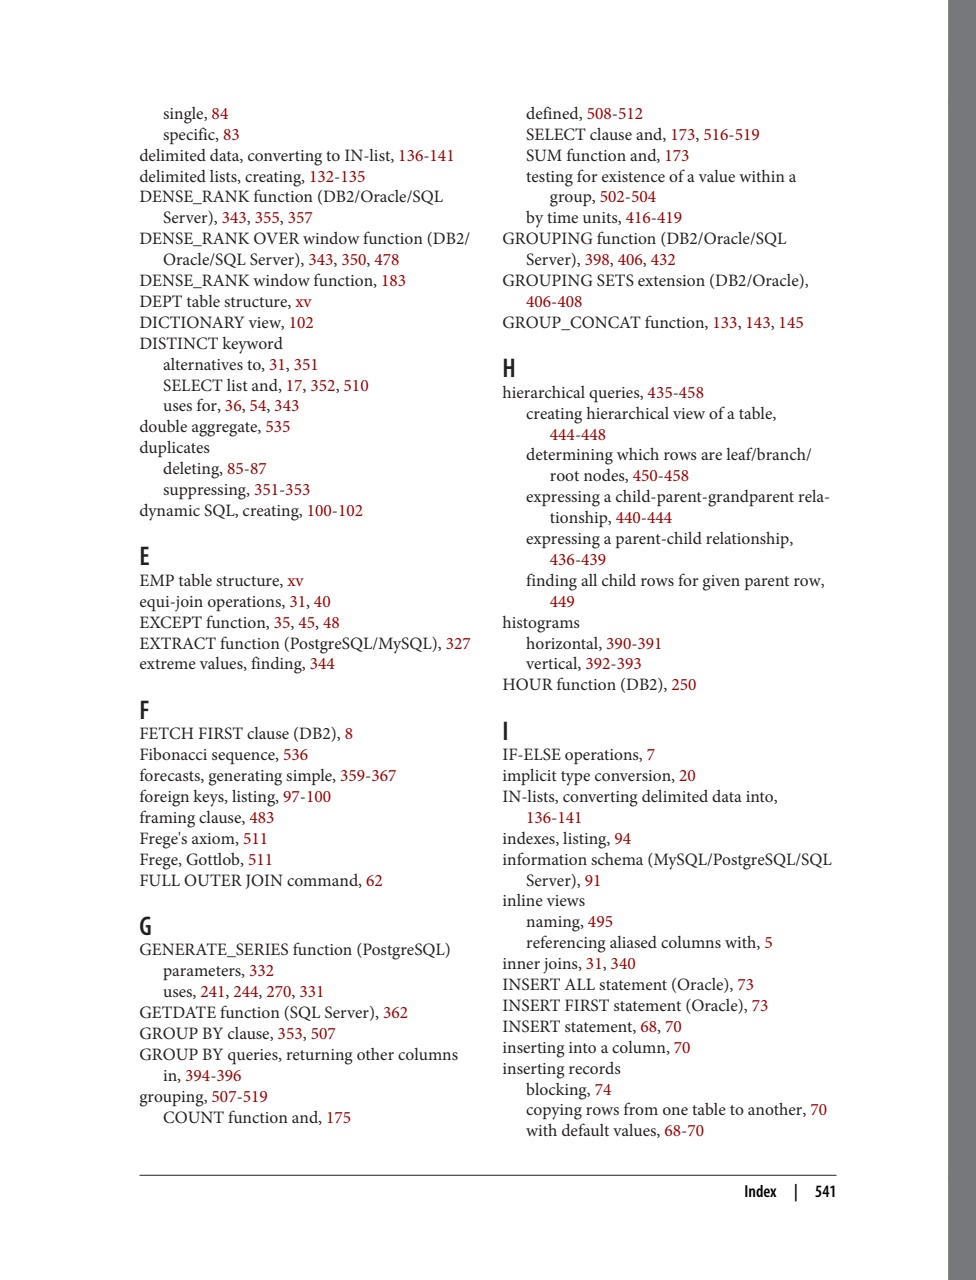 single, 84
specific, 83
delimited data, converting to IN-list, 136-141
delimited lists, creating, 132-135
DENSE_RANK function (DB2/Oracle/SQL
Server), 343, 355, 357
DENSE_RANK OVER window function (DB2/
Oracle/SQL Server), 343, 350, 478
DENSE_RANK window function, 183
DEPT table structure, xv
DICTIONARY view, 102
DISTINCT keyword
alternatives to, 31, 351
SELECT list and, 17, 352, 510
uses for, 36, 54, 343
double aggregate, 535
duplicates
deleting, 85-87
suppressing, 351-353
dynamic SQL, creating, 100-102
E
EMP table structure, xv
equi-join operations, 31, 40
EXCEPT function, 35, 45, 48
EXTRACT function (PostgreSQL/MySQL), 327
extreme values, finding, 344
F
FETCH FIRST clause (DB2), 8
Fibonacci sequence, 536
forecasts, generating simple, 359-367
foreign keys, listing, 97-100
framing clause, 483
Frege's axiom, 511
Frege, Gottlob, 511
FULL OUTER JOIN command, 62
G
GENERATE_SERIES function (PostgreSQL)
parameters, 332
uses, 241, 244, 270, 331
GETDATE function (SQL Server), 362
GROUP BY clause, 353, 507
GROUP BY queries, returning other columns
in, 394-396
grouping, 507-519
COUNT function and, 175
defined, 508-512
SELECT clause and, 173, 516-519
SUM function and, 173
testing for existence of a value within a
group, 502-504
by time units, 416-419
GROUPING function (DB2/Oracle/SQL
Server), 398, 406, 432
GROUPING SETS extension (DB2/Oracle),
406-408
GROUP_CONCAT function, 133, 143, 145
H
hierarchical queries, 435-458
creating hierarchical view of a table,
444-448
determining which rows are leaf/branch/
root nodes, 450-458
expressing a child-parent-grandparent rela-
tionship, 440-444
expressing a parent-child relationship,
436-439
finding all child rows for given parent row,
449
histograms
horizontal, 390-391
vertical, 392-393
HOUR function (DB2), 250
I
IF-ELSE operations, 7
implicit type conversion, 20
IN-lists, converting delimited data into,
136-141
indexes, listing, 94
information schema (MySQL/PostgreSQL/SQL
Server), 91
inline views
naming, 495
referencing aliased columns with, 5
inner joins, 31, 340
INSERT ALL statement (Oracle), 73
INSERT FIRST statement (Oracle), 73
INSERT statement, 68, 70
inserting into a column, 70
inserting records
blocking, 74
copying rows from one table to another, 70
with default values, 68-70
Index | 541